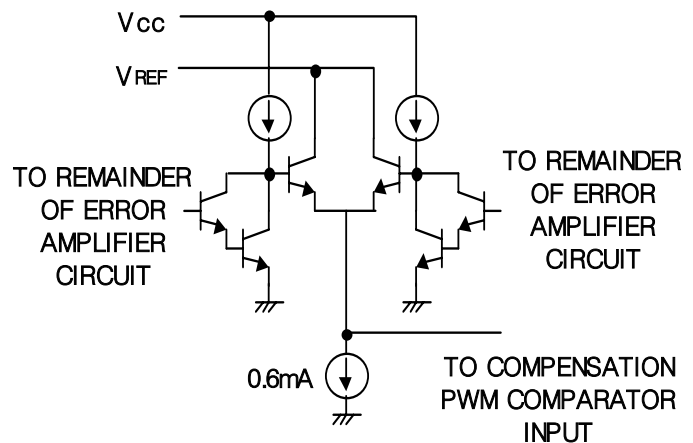 Vcc
VREF
TO REMAINDER
OF ERROR
AMPLIFIER
CIRCUIT
TO REMAINDER
OF ERROR
AMPLIFIER
CIRCUIT
0.6mA
TO COMPENSATION
PWM COMPARATOR
INPUT